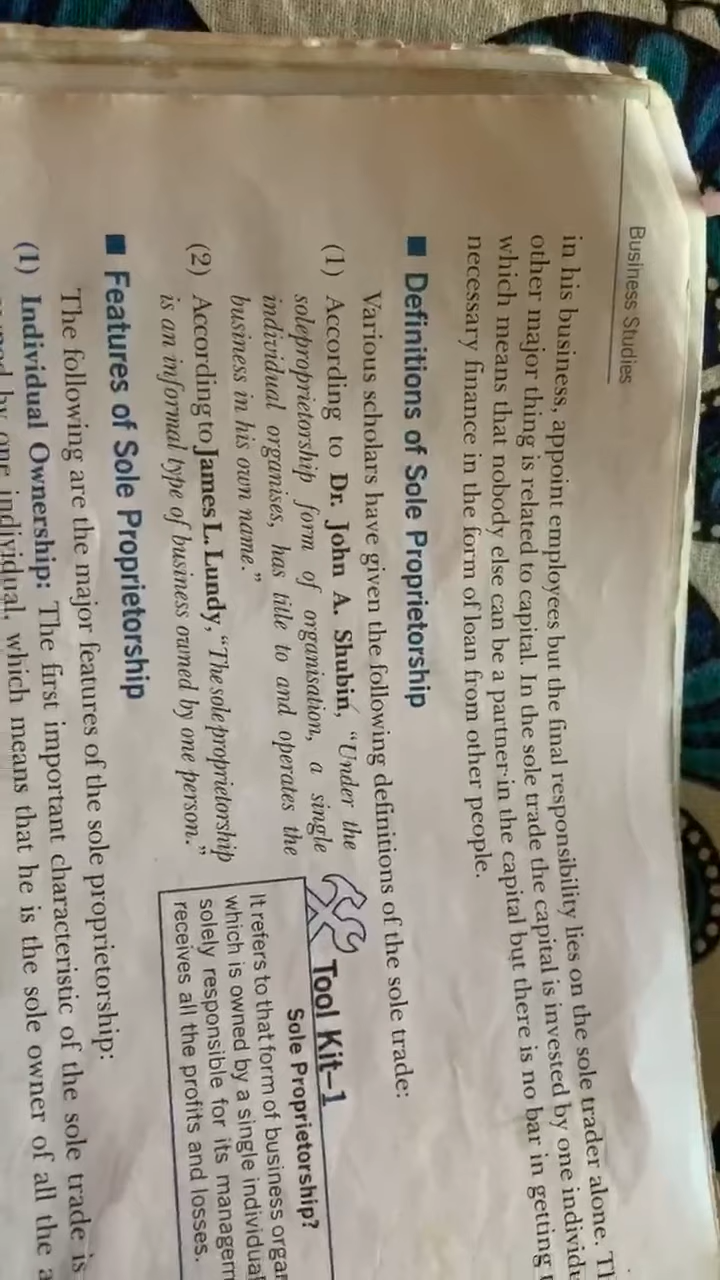 Business Studies
in his business, appoint employees but the final responsibility lies on the sole trader alone.
other major thing is related to capital. In the sole trade the capital is invested by one
which means that nobody else can be a partner in the capital but there is no bar in getting
necessary finance in the form of loan from other people.
■ Definitions of Sole Proprietorship
Various scholars have given the following definitions of the sole trade:
(1) According to Dr. John A. Shubin, “Under the
soleproprietorship form of organisation, a single
individual organises, has title to and operates the
business in his own name.”
(2) According to James L. Lundy, “The sole proprietorship
is an informal type of business owned by one person.”
Tool Kit–1
Sole Proprietorship?
It refers to that form of business
which is owned by a single
solely responsible for its
receives all the profits and losses.
■ Features of Sole Proprietorship
The following are the major features of the sole proprietorship:
(1) Individual Ownership: The first important characteristic of the sole trade is
by one individual, which means that he is the sole owner of all the